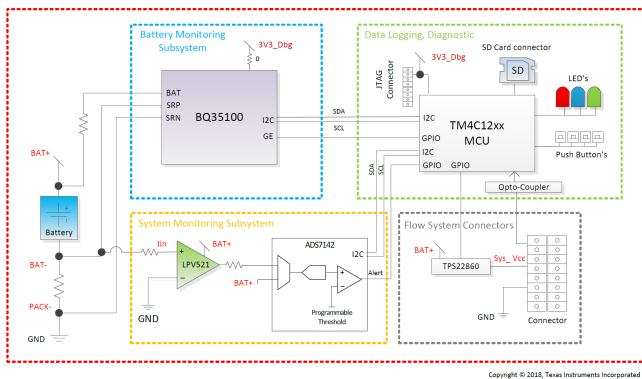 Battery Monitoring
Subsystem
3V3_Dbg
0
BAT
SRP
SRN
BQ35100
I2C
GE
SDA
SCL
Data Logging, Diagnostic
3V3_Dbg
JTAG
Connector
SD Card connector
SD
LED's
I2C
GPIO
I2C
GPIO
GPIO
TM4C12xx
MCU
Push Button's
SDA
SCL
Opto-Coupler
BAT+
Battery
BAT-
PACK-
GND
System Monitoring Subsystem
Iin
BAT+
LPV521
GND
BAT+
ADS7142
I2C
Alert
Programmable
Threshold
Flow System Connectors
BAT+
TPS22860
Sys_ Vcc
GND
Connector
Copyright © 2018, Texas Instruments Incorporated